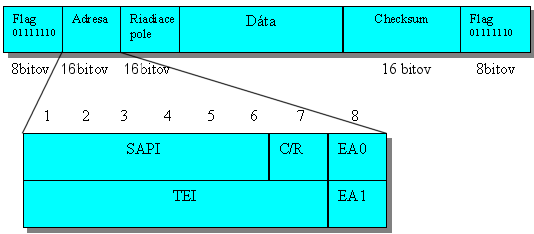 Flag
01111110
Adresa
Riadiace
pole
Dáta
Checksum
Flag
01111110
8bitov
16bitov
16bitov
16 bitov
8bitov
1 2 3 4 5 6 7 8
SAPI
C/R
EA0
TEI
EA1